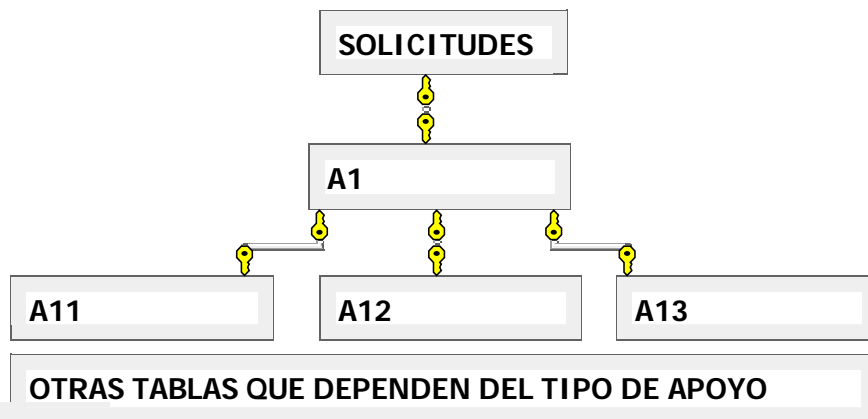 SOLICITUDES
A1
A11 A12 A13
OTRAS TABLAS QUE DEPENDEN DEL TIPO DE APOYO